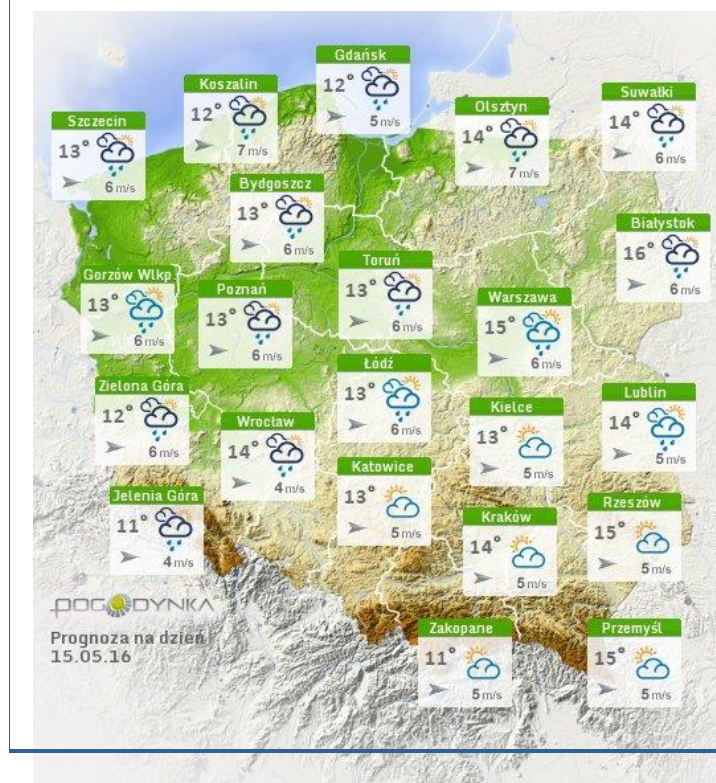 Gdańsk
12°
5 m/s
Koszalin
12°
7 m/s
Suwałki
14°
6 m/s
Olsztyn
14°
7 m/s
Szczecin
13°
6 m/s
Bydgoszcz
13°
6 m/s
Białystok
16°
6 m/s
Toruń
13°
6 m/s
Gorzów Wlkp
13°
6 m/s
Poznań
13°
6 m/s
Warszawa
15°
6 m/s
Łódź
13°
6 m/s
Zielona Góra
12°
6 m/s
Lublin
14°
5 m/s
Kielce
13°
5 m/s
Wrocław
14°
4 m/s
Katowice
13°
5 m/s
Jelenia Góra
11°
4 m/s
Rzeszów
15°
5 m/s
Kraków
14°
5 m/s
POGODYNKA
Prognoza na dzień
15.05.16
Zakopane
11°
5 m/s
Przemyśl
15°
5 m/s